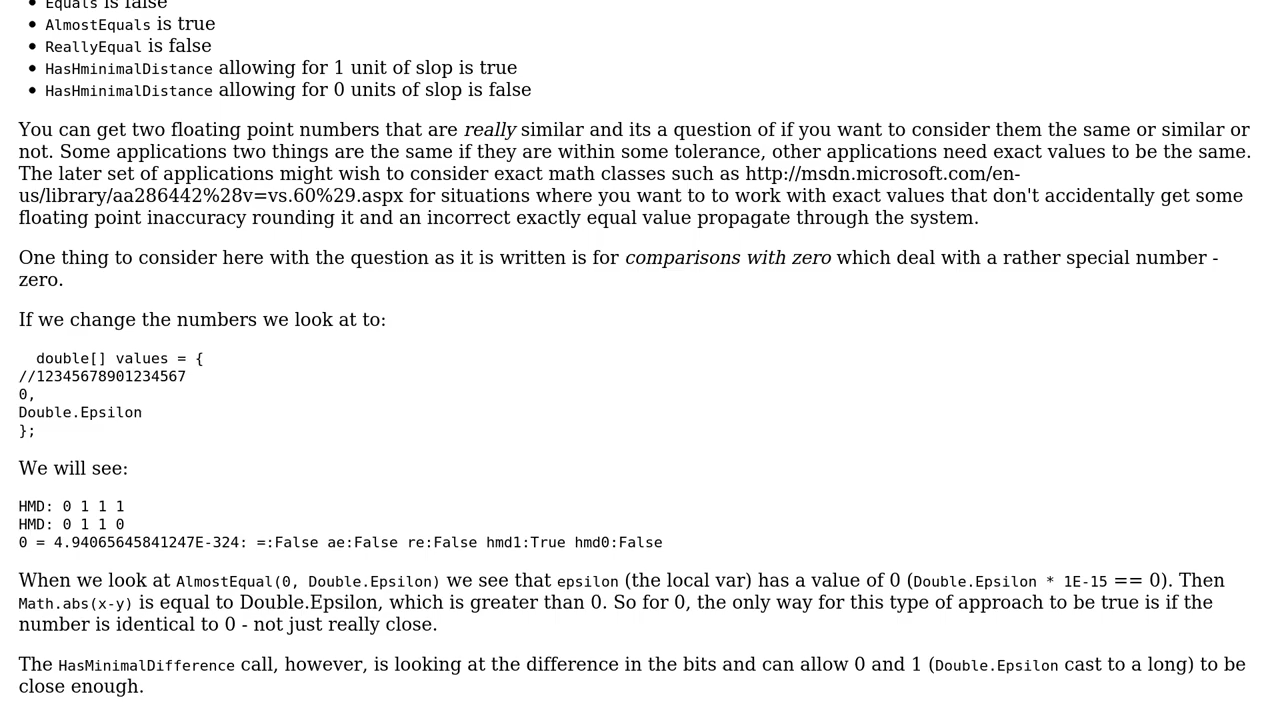 Equals is false
AlmostEquals is true
ReallyEqual is false
HasHminimalDistance allowing for 1 unit of slop is true
HasHminimalDistance allowing for 0 units of slop is false
You can get two floating point numbers that are really similar and its a question of if you want to consider them the same or similar or
not. Some applications two things are the same if they are within some tolerance, other applications need exact values to be the same.
The later set of applications might wish to consider exact math classes such as http://msdn.microsoft.com/en-
us/library/aa286442%28v=vs.60%29.aspx for situations where you want to to work with exact values that don't accidentally get some
floating point inaccuracy rounding it and an incorrect exactly equal value propagate through the system.
One thing to consider here with the question as it is written is for comparisons with zero which deal with a rather special number -
zero.
If we change the numbers we look at to:
double[] values = {
//12345678901234567
0,
Double.Epsilon
};
We will see:
HMD: 0 1 1 1
HMD: 0 1 1 0
0 = 4.94065645841247E-324: =:False ae:False re:False hmd1:True hmd0:False
When we look at AlmostEqual(0, Double.Epsilon) we see that epsilon (the local var) has a value of 0 (Double.Epsilon * 1E-15 == 0). Then
Math.abs(x-y) is equal to Double.Epsilon, which is greater than 0. So for 0, the only way for this type of approach to be true is if the
number is identical to 0 - not just really close.
The HasMinimalDifference call, however, is looking at the difference in the bits and can allow 0 and 1 (Double.Epsilon cast to a long) to be
close enough.